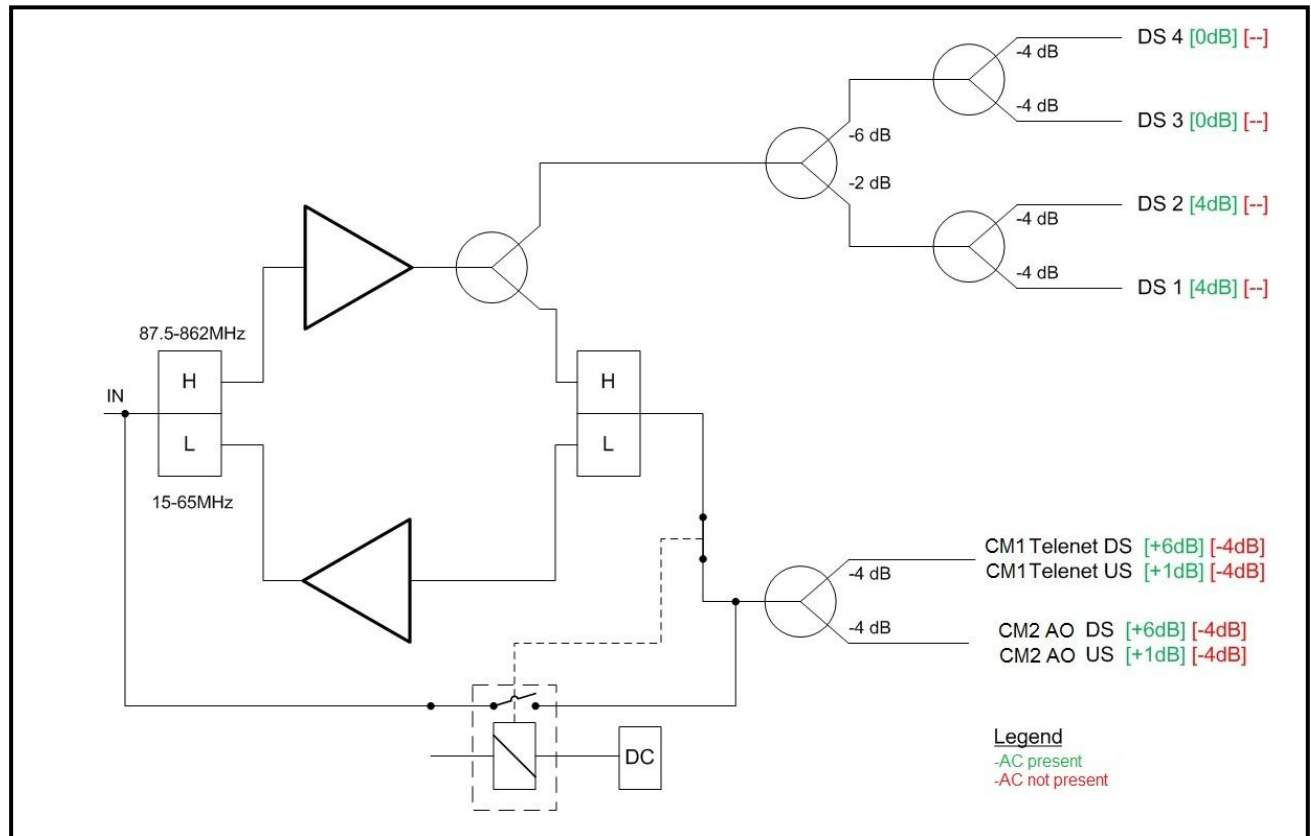 DS 4 [0dB] [--]
-4 dB
-4 dB
DS 3 [0dB] [--]
-6 dB
-2 dB
DS 2 [4dB] [--]
-4 dB
-4 dB
DS 1 [4dB] [--]
87.5-862MHz
H
H
IN
L
L
15-65MHz
CM1 Telenet DS [+6dB] [-4dB]
CM1 Telenet US [+1dB] [-4dB]
-4 dB
-4 dB
CM2 AO DS [+6dB] [-4dB]
CM2 AO US [+1dB] [-4dB]
DC
Legend
-AC present
-AC not present